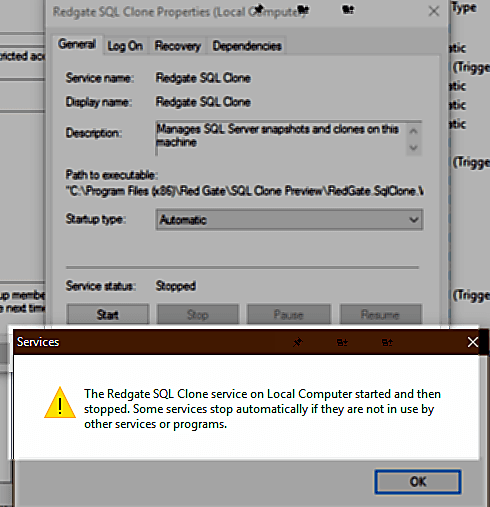 Redgate SQL Clone Properties (Local Computer)
Type
General
Log On
Recovery
Dependencies
Service name: Redgate SQL Clone
Display name: Redgate SQL Clone
Description: Manages SQL Server snapshots and clones on this
machine
Path to executable:
"C:\Program Files (x86)\Red Gate\SQL Clone Preview\RedGate.SqlClone.
Startup type: Automatic
Service status: Stopped
Start
Stop
Pause
Resume
tricted acc
up membe
e next time
atic
(Trigge
atic
atic
atic
(Trigge
(Trigge
Services
The Redgate SQL Clone service on Local Computer started and then
stopped. Some services stop automatically if they are not in use by
other services or programs.
OK